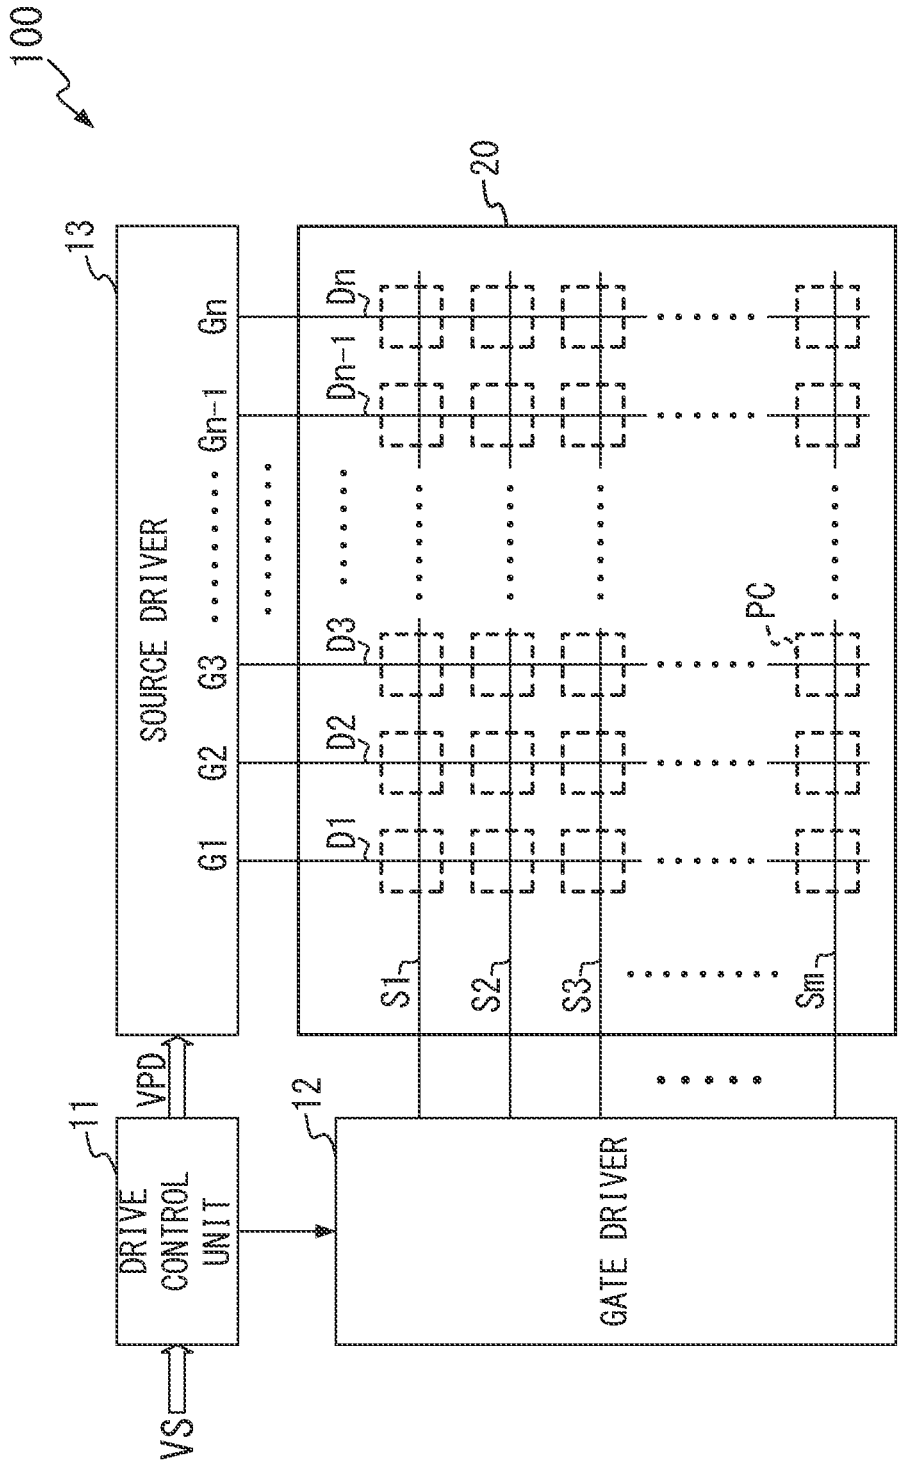 100
VS
11
DRIVE
CONTROL
UNIT
VPD
13
SOURCE DRIVER
G1
G2
G3
Gn-1
Gn
20
D1
D2
D3
Dn-1
Dn
S1
S2
S3
Sm
PC
12
GATE DRIVER